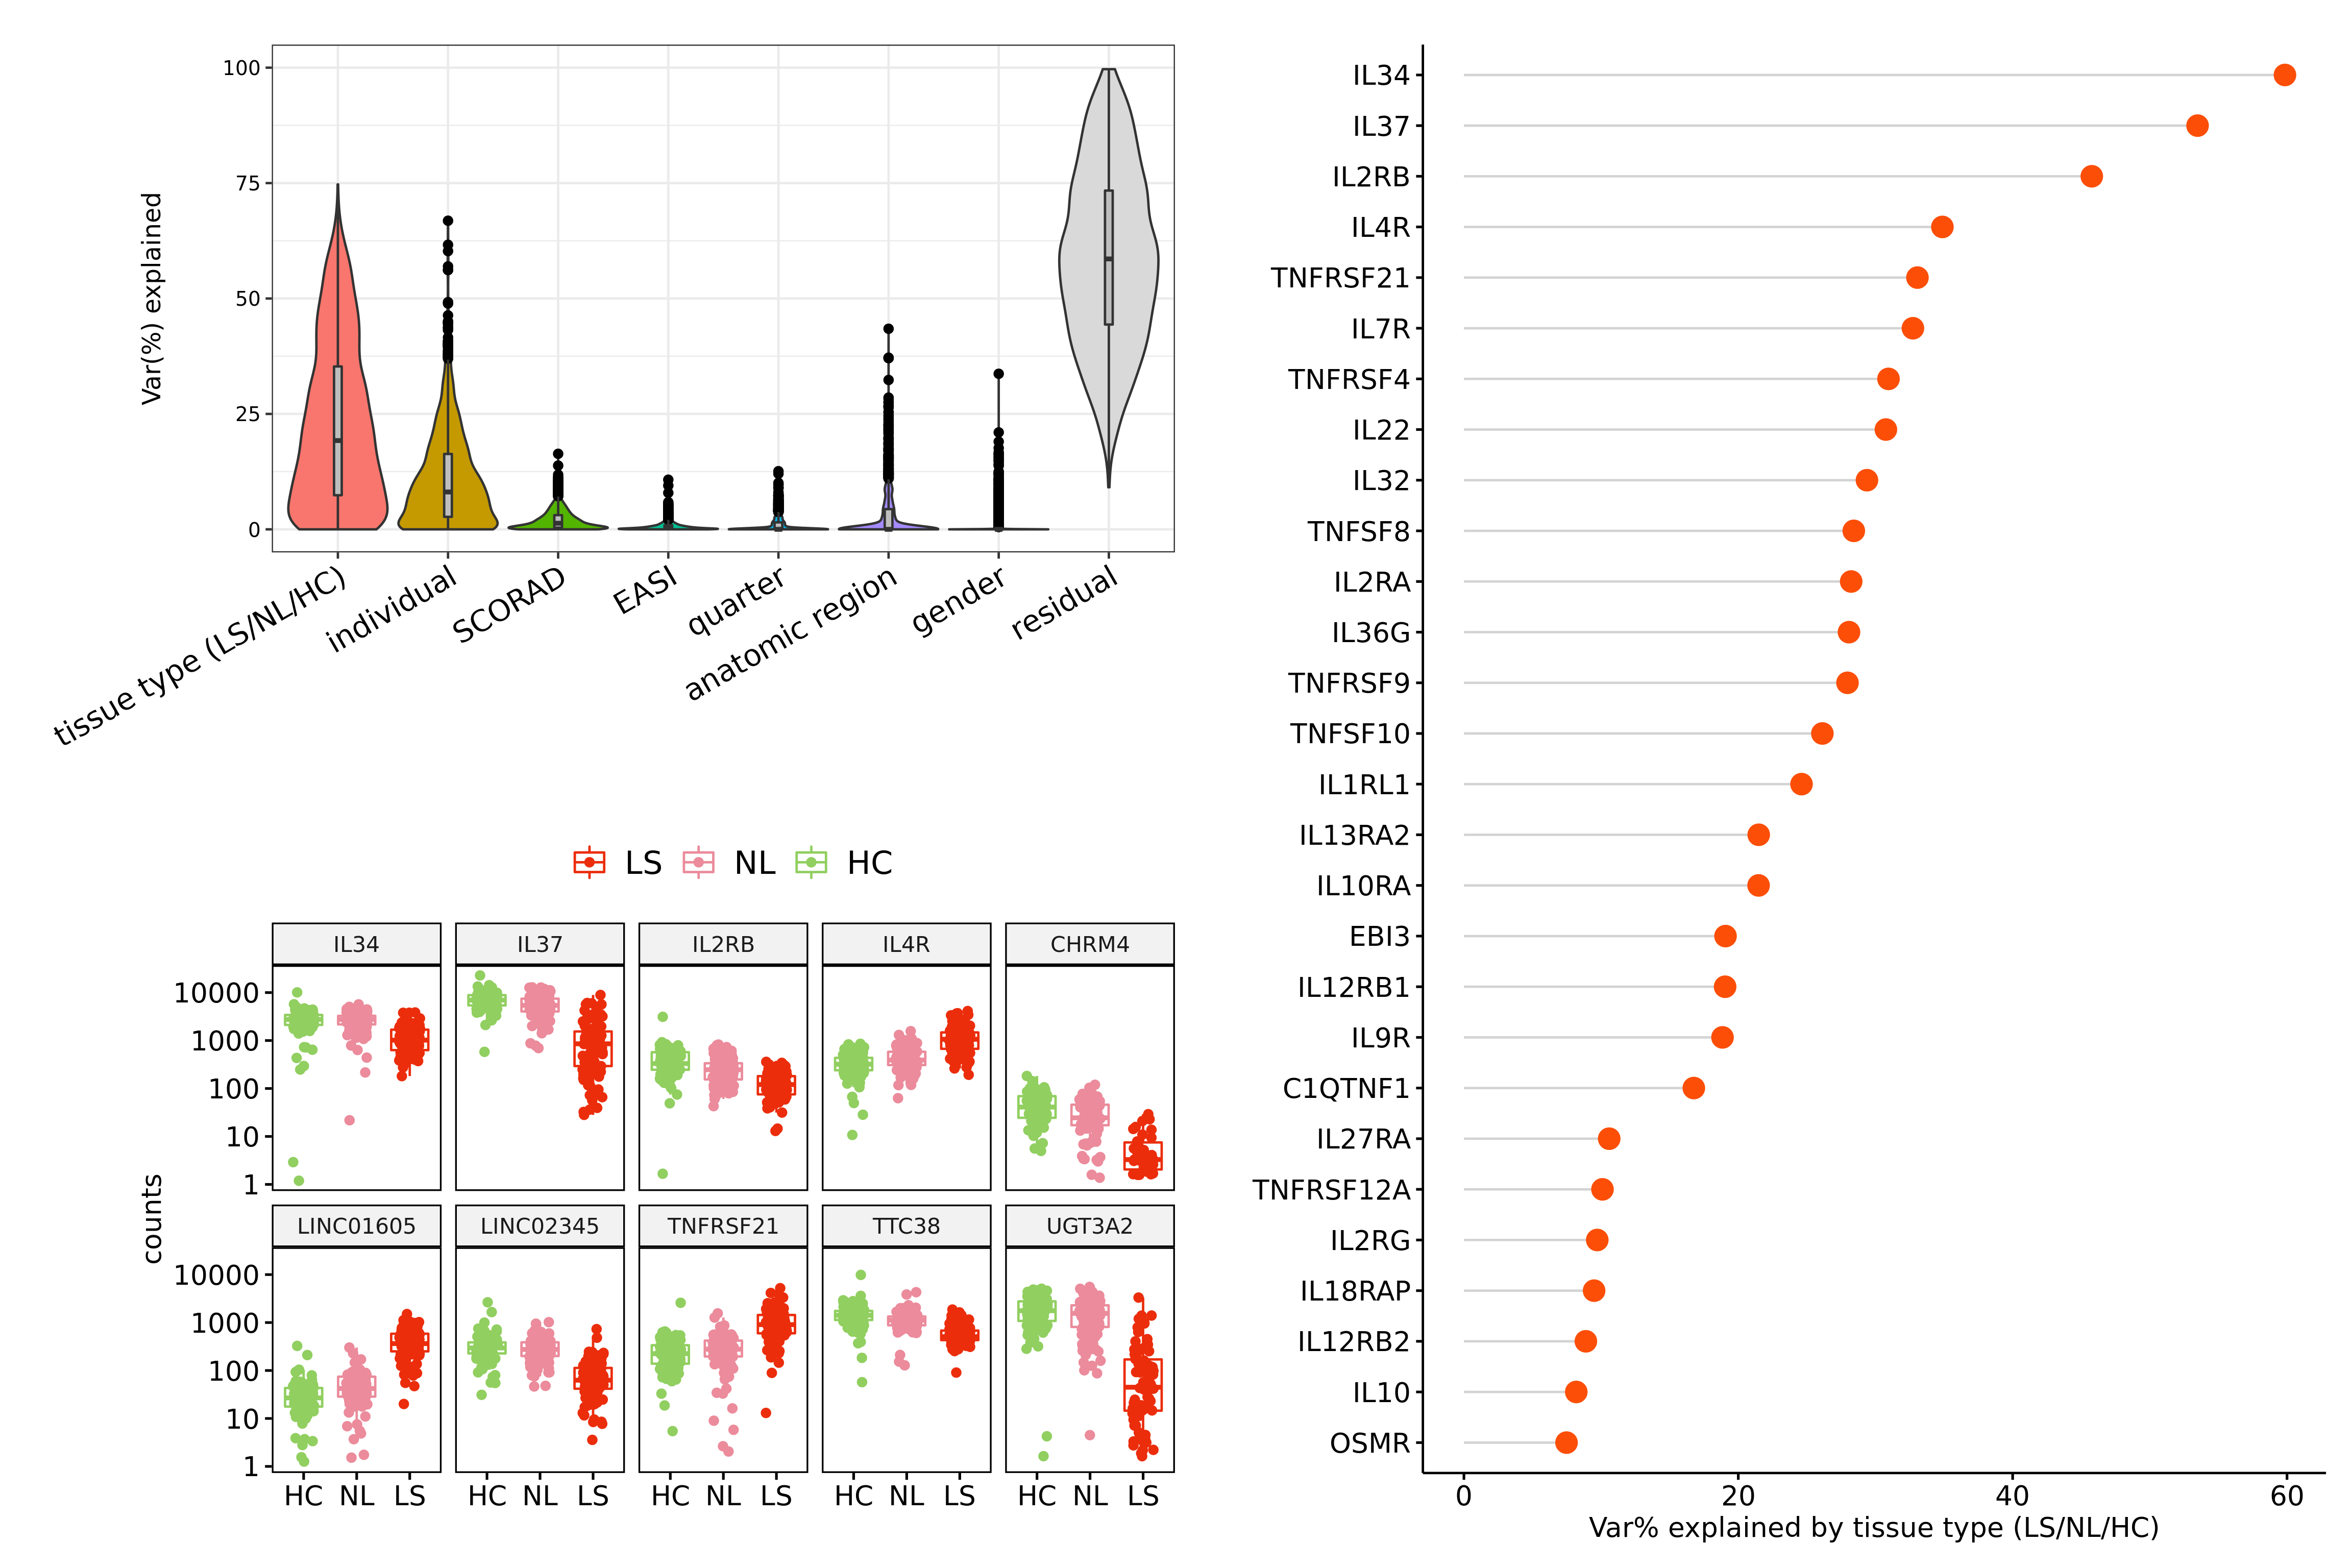 100
75
50
25
0
Var(%) explained
tissue type (LS/NL/HC)
individual
SCORAD
EASI
quarter
anatomic region
gender
residual
LS NL HC
counts
IL34 IL37 IL2RB IL4R CHRM4
10000
1000
100
10
1
LINC01605 LINC02345 TNFRSF21 TTC38 UGT3A2
10000
1000
100
10
1
HC NL LS HC NL LS HC NL LS HC NL LS HC NL LS
IL34
IL37
IL2RB
IL4R
TNFRSF21
IL7R
TNFRSF4
IL22
IL32
TNFSF8
IL2RA
IL36G
TNFRSF9
TNFSF10
IL1RL1
IL13RA2
IL10RA
EBI3
IL12RB1
IL9R
C1QTNF1
IL27RA
TNFRSF12A
IL2RG
IL18RAP
IL12RB2
IL10
OSMR
0 20 40 60
Var% explained by tissue type (LS/NL/HC)